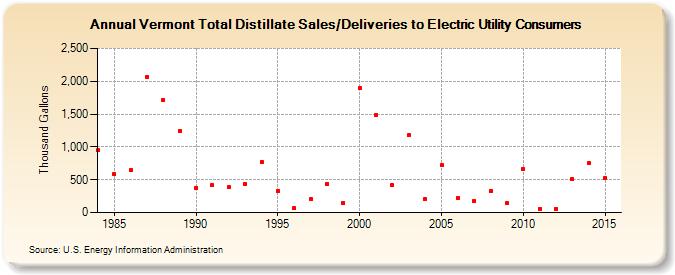 Annual Vermont Total Distillate Sales/Deliveries to Electric Utility Consumers
Thousand Gallons
2,500
2,000
1,500
1,000
500
0
1985 1990 1995 2000 2005 2010 2015
Source: U.S. Energy Information Administration